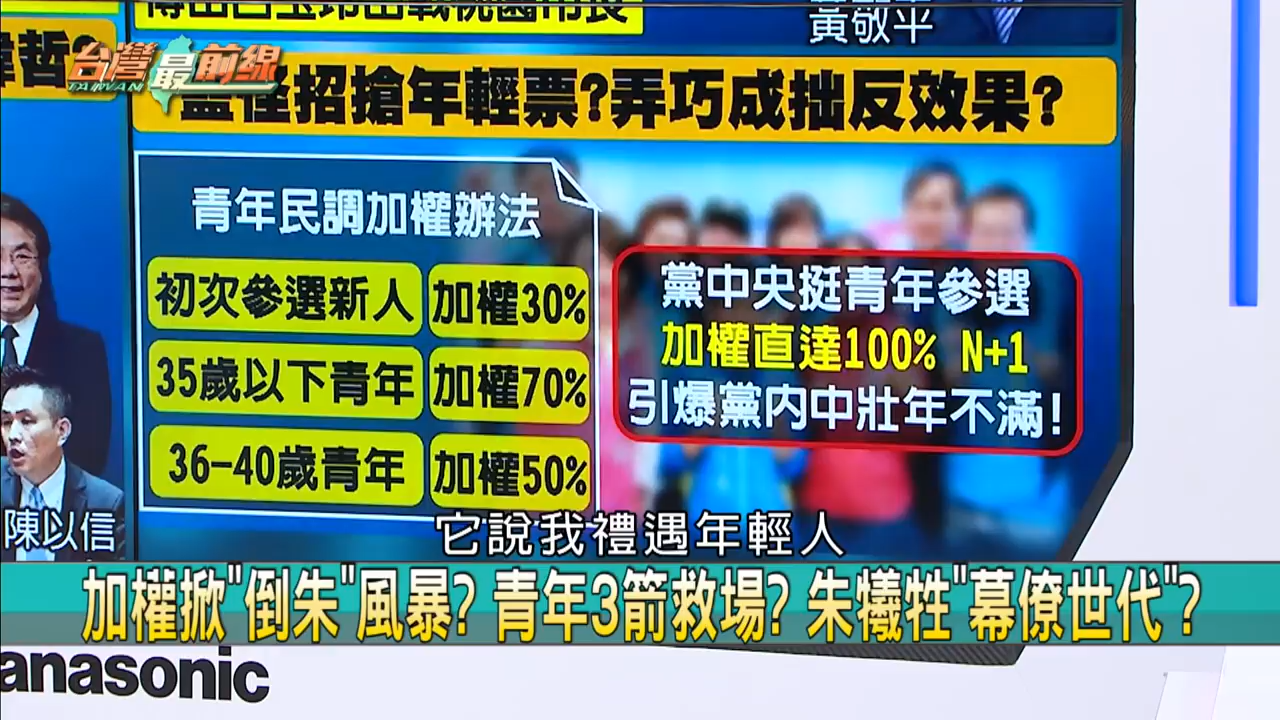 黃敬平
台灣最前線
TAIWAN
藍怪招搶年輕票?弄巧成拙反效果?
青年民調加權辦法
初次參選新人 加權30%
35歲以下青年 加權70%
36-40歲青年 加權50%
黨中央挺青年參選
加權直達100% N+1
引爆黨內中壯年不滿!
陳以信
它說我禮遇年輕人
加權掀"倒朱"風暴? 青年3箭救場? 朱犧牲"幕僚世代"?
anasonic